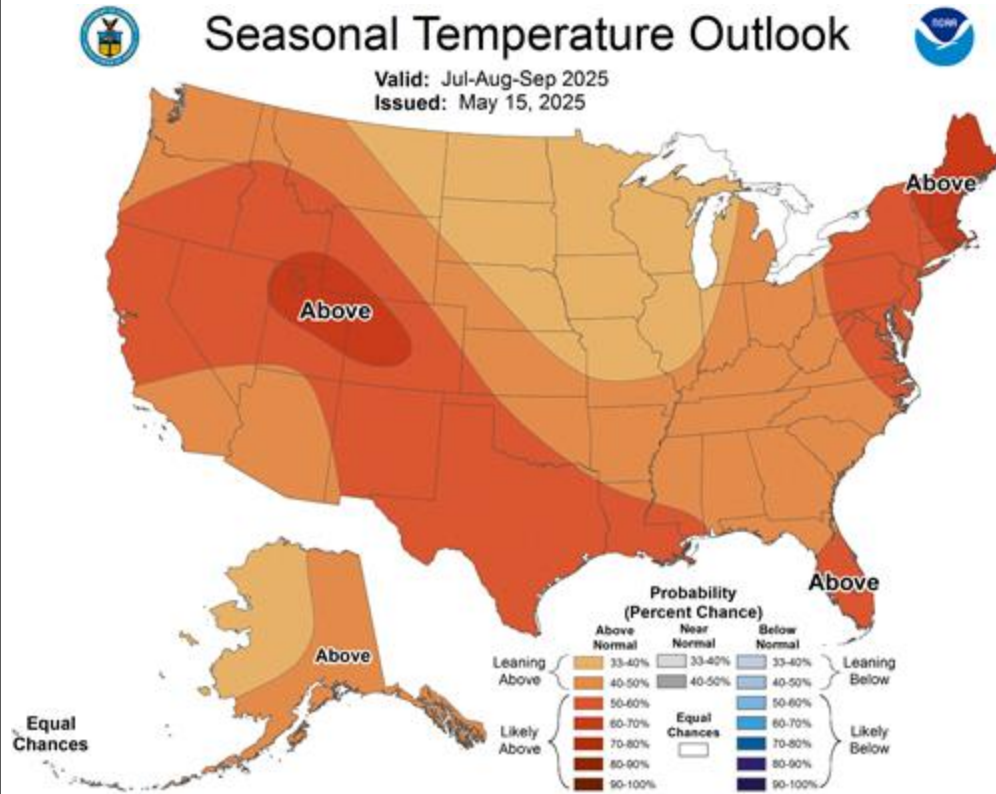 NOAA
Seasonal Temperature Outlook
Valid: Jul-Aug-Sep 2025
Issued: May 15, 2025
Above
Above
Above
Above
Equal
Chances
Probability
(Percent Chance)
Above
Normal
Near
Normal
Below
Normal
Leaning
Above
33-40%
33-40%
33-40%
Leaning
Below
40-50%
40-50%
40-50%
Likely
Above
50-60%
Equal
Chances
50-60%
Likely
Below
60-70%
60-70%
70-80%
70-80%
80-90%
80-90%
90-100%
90-100%